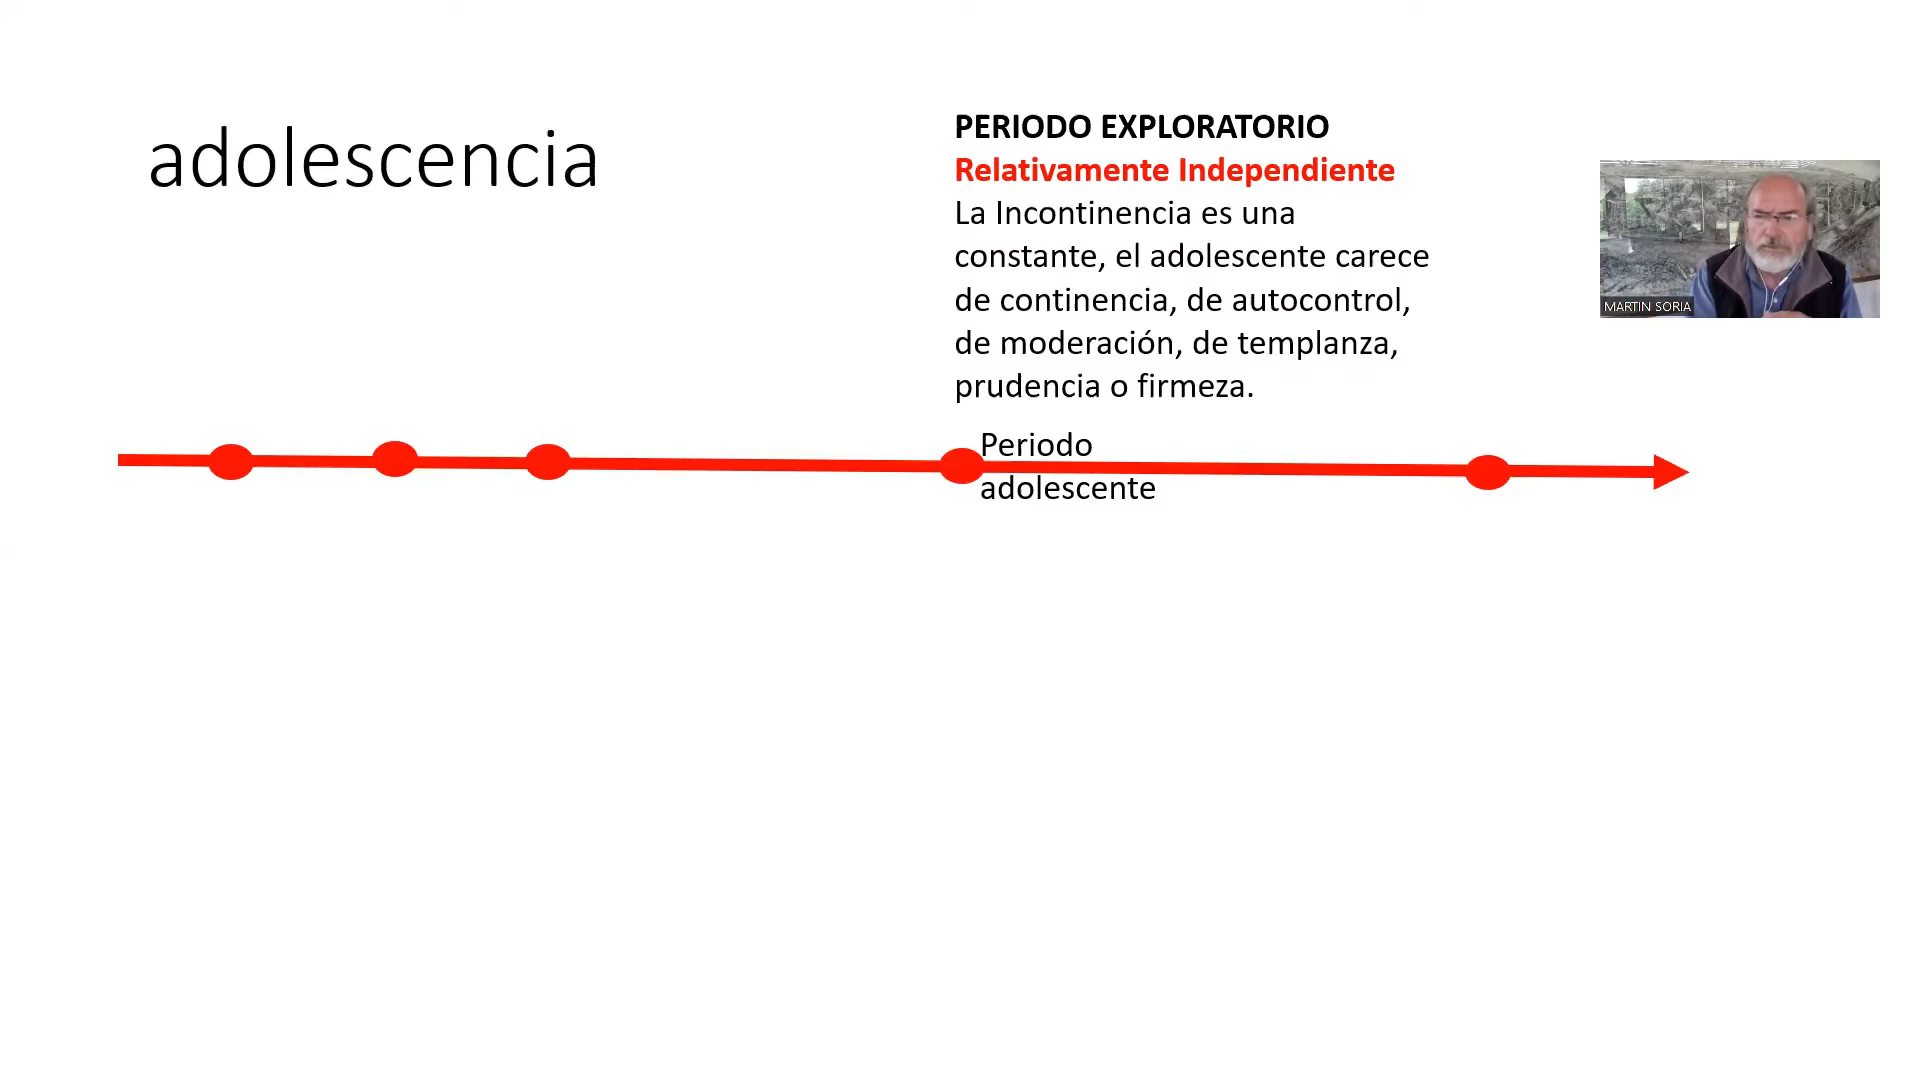 adolescencia
PERIODO EXPLORATORIO
Relativamente Independiente
La Incontinencia es una
constante, el adolescente carece
de continencia, de autocontrol,
de moderación, de templanza,
prudencia o firmeza.
MARTIN SORIA
Periodo
adolescente